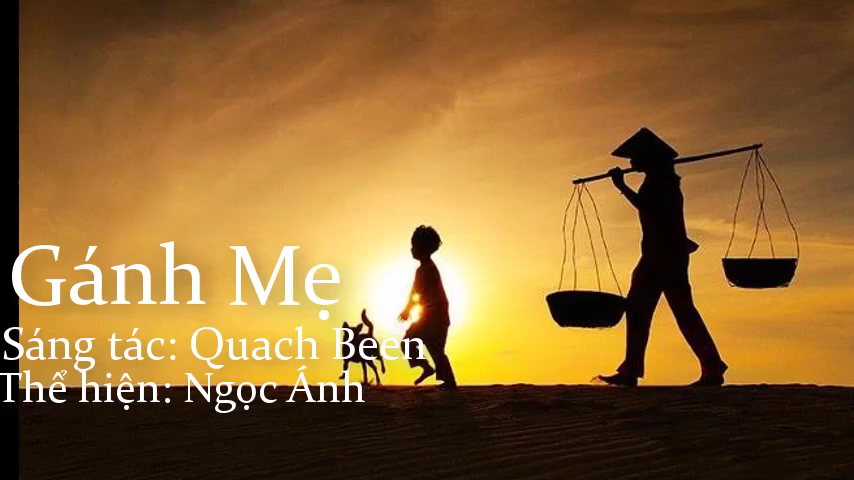 Gánh Mẹ
Sáng tác: Quach Been
Thể hiện: Ngọc Ánh